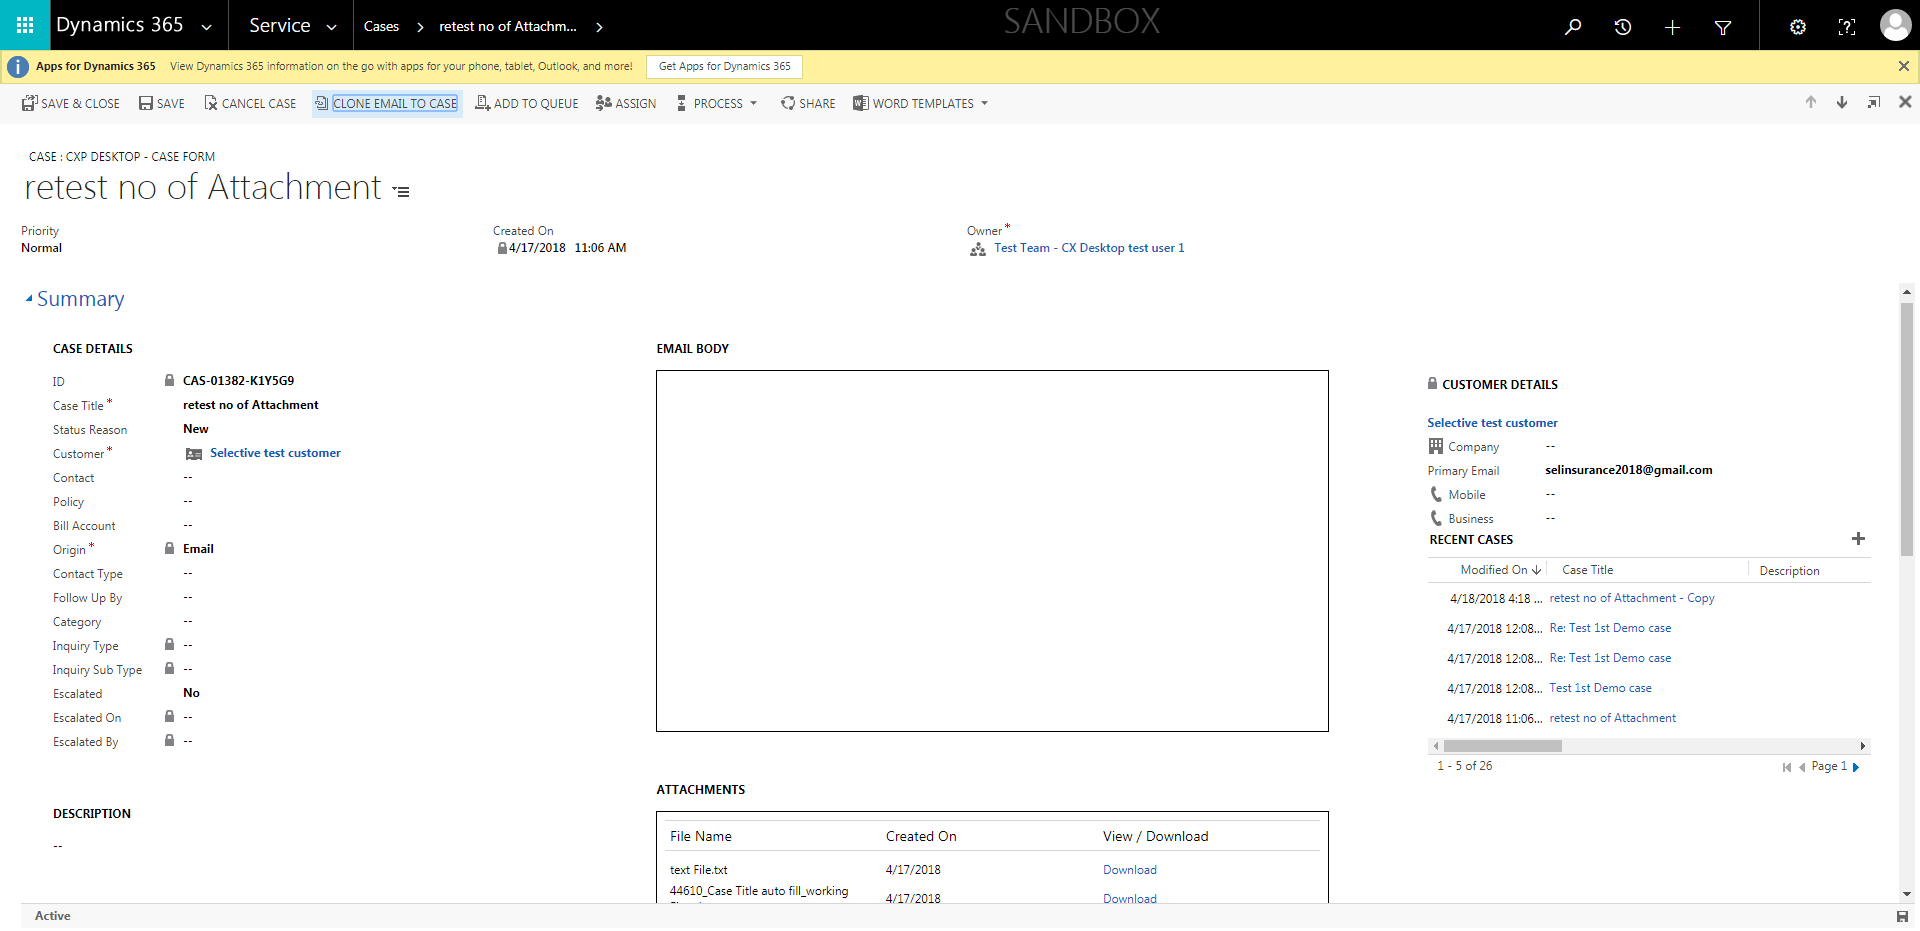 Dynamics 365
Service
Cases
retest no of Attachm...
SANDBOX
Apps for Dynamics 365 View Dynamics 365 information on the go with apps for your phone, tablet, Outlook, and more! Get Apps for Dynamics 365
SAVE & CLOSE SAVE CANCEL CASE CLONE EMAIL TO CASE ADD TO QUEUE ASSIGN PROCESS SHARE WORD TEMPLATES
CASE : CXP DESKTOP - CASE FORM
retest no of Attachment
Priority
Normal
Created On
4/17/2018 11:06 AM
Owner *
Test Team - CX Desktop test user 1
Summary
CASE DETAILS
ID CAS-01382-K1Y5G9
Case Title * retest no of Attachment
Status Reason New
Customer * Selective test customer
Contact --
Policy --
Bill Account --
Origin * Email
Contact Type --
Follow Up By --
Category --
Inquiry Type --
Inquiry Sub Type --
Escalated No
Escalated On --
Escalated By --
DESCRIPTION
--
EMAIL BODY
ATTACHMENTS
File Name Created On View / Download
text File.txt 4/17/2018 Download
44610_Case Title auto fill_working
4/17/2018 Download
CUSTOMER DETAILS
Selective test customer
Company --
Primary Email selinsurance2018@gmail.com
Mobile --
Business --
RECENT CASES
Modified On Case Title Description
4/18/2018 4:18 ... retest no of Attachment - Copy
4/17/2018 12:08... Re: Test 1st Demo case
4/17/2018 12:08... Re: Test 1st Demo case
4/17/2018 12:08... Test 1st Demo case
4/17/2018 11:06... retest no of Attachment
1 - 5 of 26 Page 1
Active